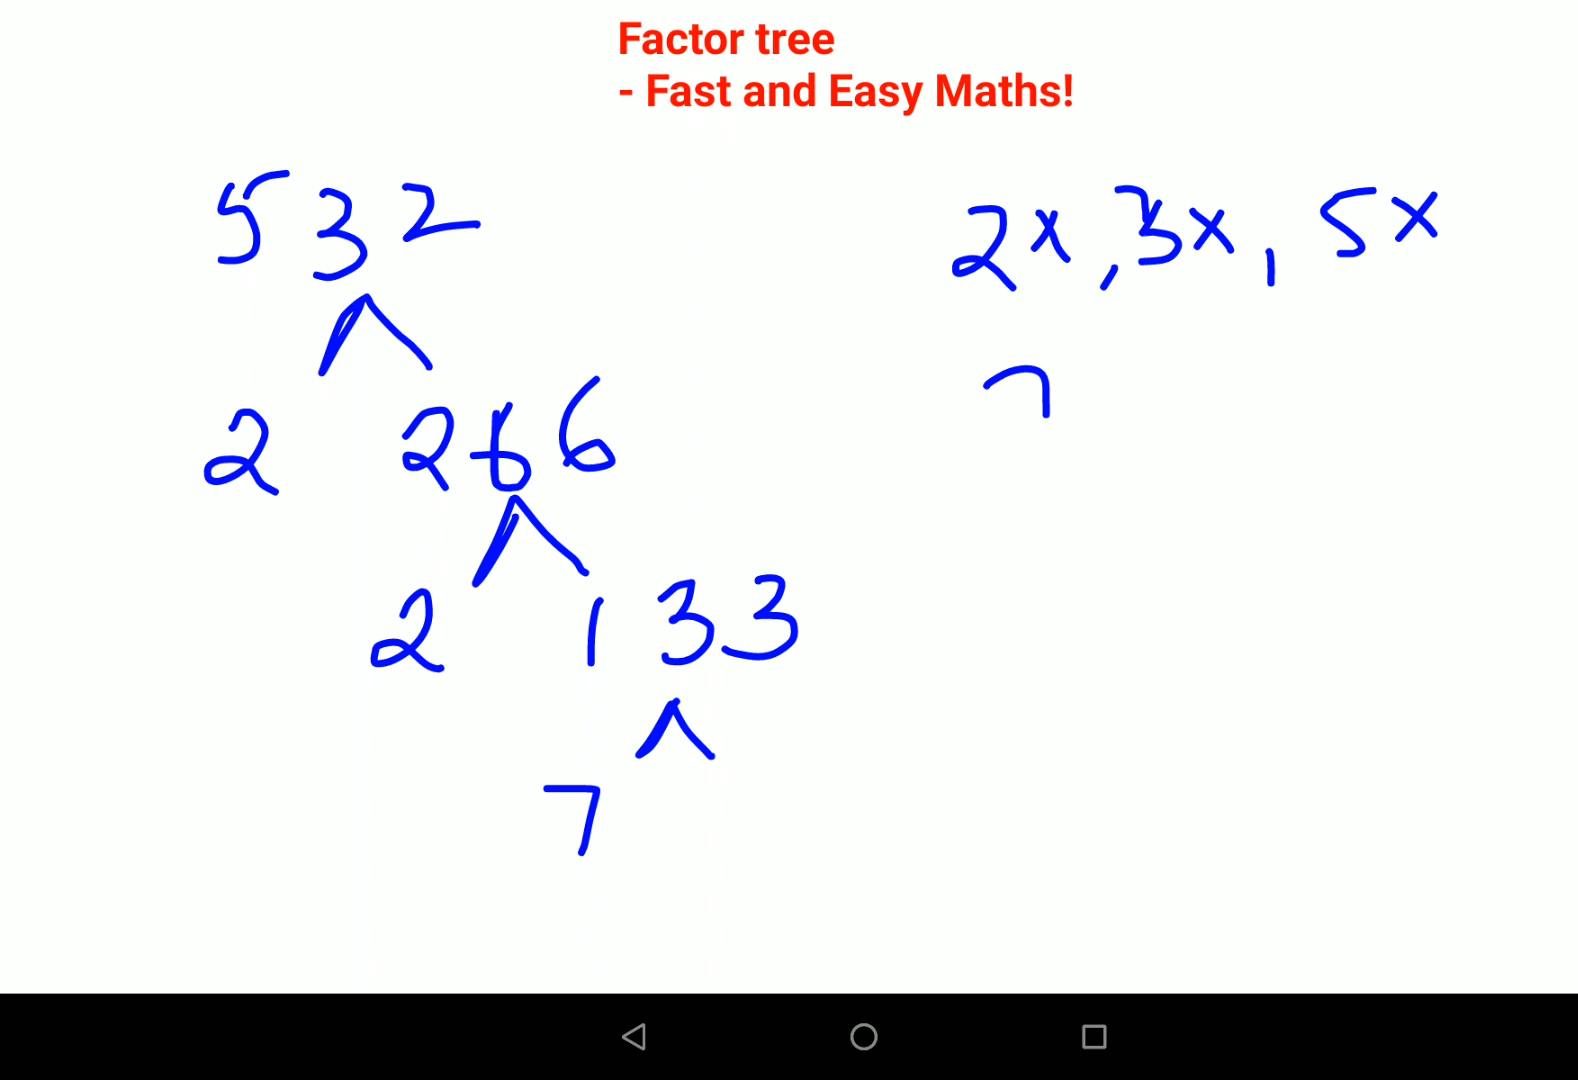 Factor tree
- Fast and Easy Maths!
532
2x, 3x, 5x
7
2 266
2 133
7